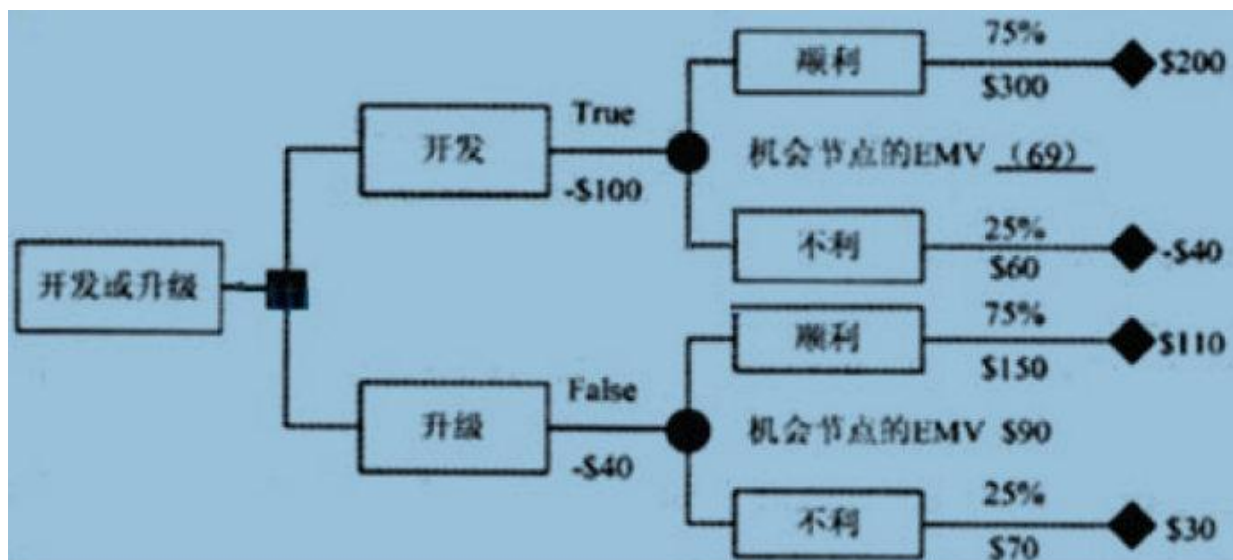 75%
顺利
$200
$300
True
开发
机会节点的EMV （69）
-$100
25%
不利
-$40
$60
开发或升级
75%
顺利
$110
$150
False
升级
机会节点的EMV $90
-$40
25%
不利
$30
$70